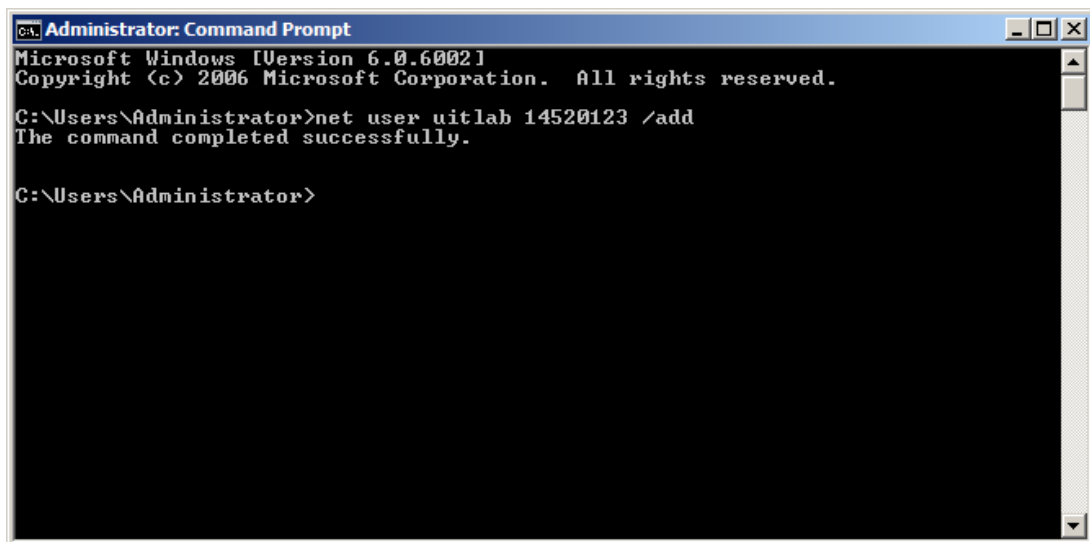 Administrator: Command Prompt
Microsoft Windows [Version 6.0.6002]
Copyright (c) 2006 Microsoft Corporation.  All rights reserved.
C:\Users\Administrator>net user uitlab 14520123 /add
The command completed successfully.
C:\Users\Administrator>